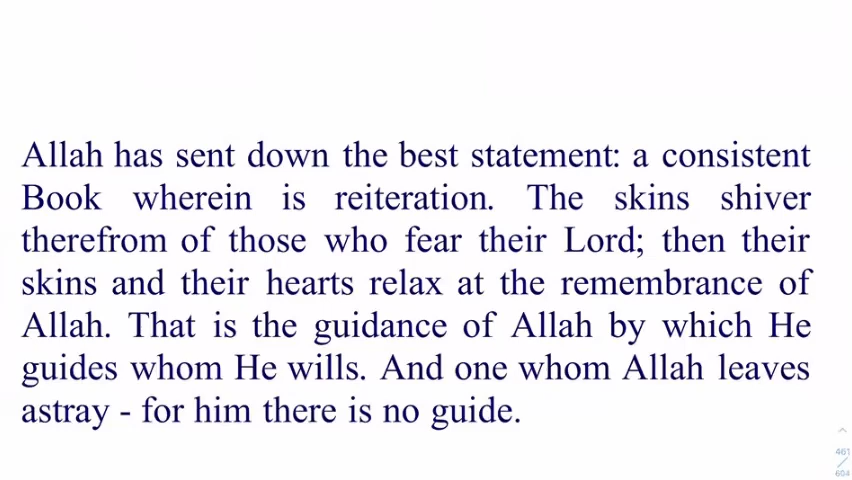 Allah has sent down the best statement: a consistent
Book wherein is reiteration. The skins shiver
therefrom of those who fear their Lord; then their
skins and their hearts relax at the remembrance of
Allah. That is the guidance of Allah by which He
guides whom He wills. And one whom Allah leaves
astray - for him there is no guide.
461
/
604